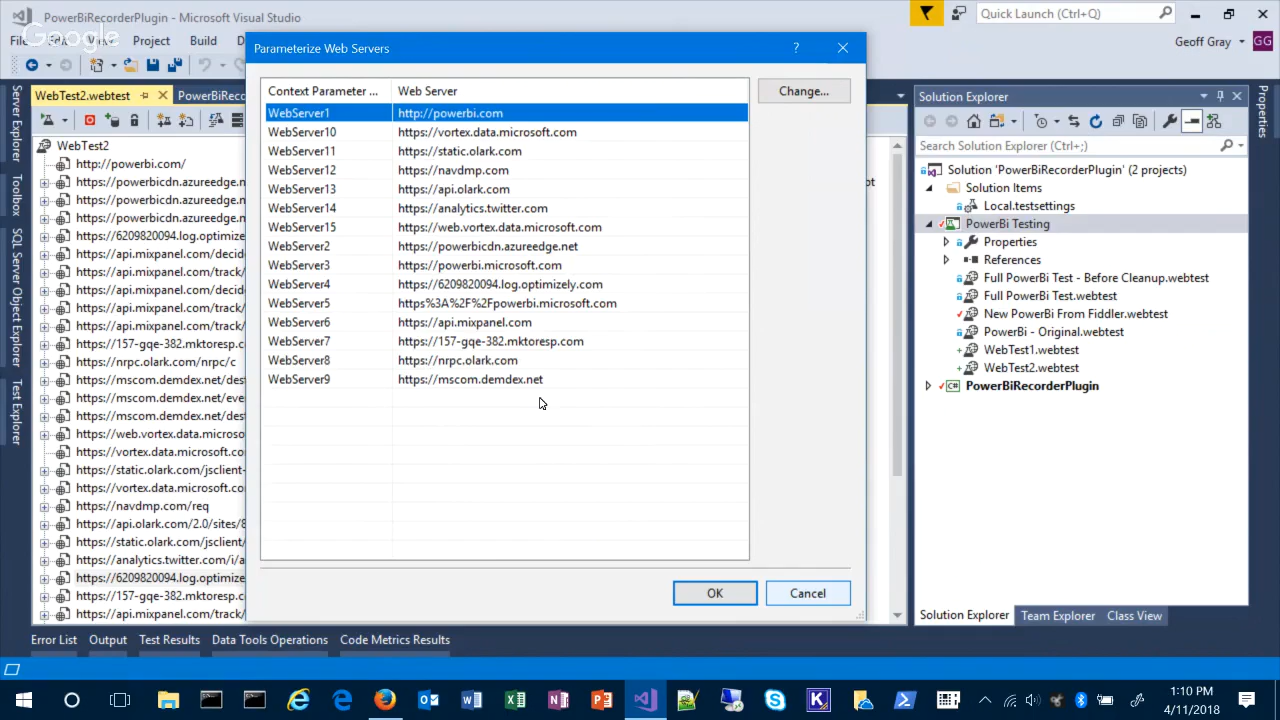 PowerBiRecorderPlugin - Microsoft Visual Studio
Quick Launch (Ctrl+Q)
Google
Project
Build
Geoff Gray
GG
Parameterize Web Servers
?
Context Parameter ...
Web Server
Change...
WebServer1 http://powerbi.com
WebServer10 https://vortex.data.microsoft.com
WebServer11 https://static.olark.com
WebServer12 https://navdmp.com
WebServer13 https://api.olark.com
WebServer14 https://analytics.twitter.com
WebServer15 https://web.vortex.data.microsoft.com
WebServer2 https://powerbicdn.azureedge.net
WebServer3 https://powerbi.microsoft.com
WebServer4 https://6209820094.log.optimizely.com
WebServer5 https%3A%2F%2Fpowerbi.microsoft.com
WebServer6 https://api.mixpanel.com
WebServer7 https://157-gqe-382.mktoresp.com
WebServer8 https://nrpc.olark.com
WebServer9 https://mscom.demdex.net
OK
Cancel
Server Explorer
Toolbox
SQL Server Object Explorer
Test Explorer
WebTest2.webtest
PowerBiReco
WebTest2
http://powerbi.com/
https://powerbicdn.azureedge.n
https://powerbicdn.azureedge.n
https://powerbicdn.azureedge.n
https://6209820094.log.optimize
https://api.mixpanel.com/decid
https://api.mixpanel.com/track/
https://api.mixpanel.com/decid
https://api.mixpanel.com/track/
https://api.mixpanel.com/track/
https://157-gqe-382.mktoresp.c
https://nrpc.olark.com/nrpc/c
https://mscom.demdex.net/des
https://mscom.demdex.net/eve
https://mscom.demdex.net/des
https://web.vortex.data.microso
https://vortex.data.microsoft.co
https://static.olark.com/jsclient-
https://vortex.data.microsoft.co
https://navdmp.com/req
https://api.olark.com/2.0/sites/8
https://static.olark.com/jsclient/
https://analytics.twitter.com/i/a
https://6209820094.log.optimize
https://157-gqe-382.mktoresp.c
https://api.mixpanel.com/track/
Solution Explorer
Properties
Search Solution Explorer (Ctrl+;)
Solution 'PowerBiRecorderPlugin' (2 projects)
Solution Items
Local.testsettings
PowerBi Testing
Properties
References
Full PowerBi Test - Before Cleanup.webtest
Full PowerBi Test.webtest
New PowerBi From Fiddler.webtest
PowerBi - Original.webtest
WebTest1.webtest
WebTest2.webtest
PowerBiRecorderPlugin
Solution Explorer
Team Explorer
Class View
Error List
Output
Test Results
Data Tools Operations
Code Metrics Results
1:10 PM
4/11/2018